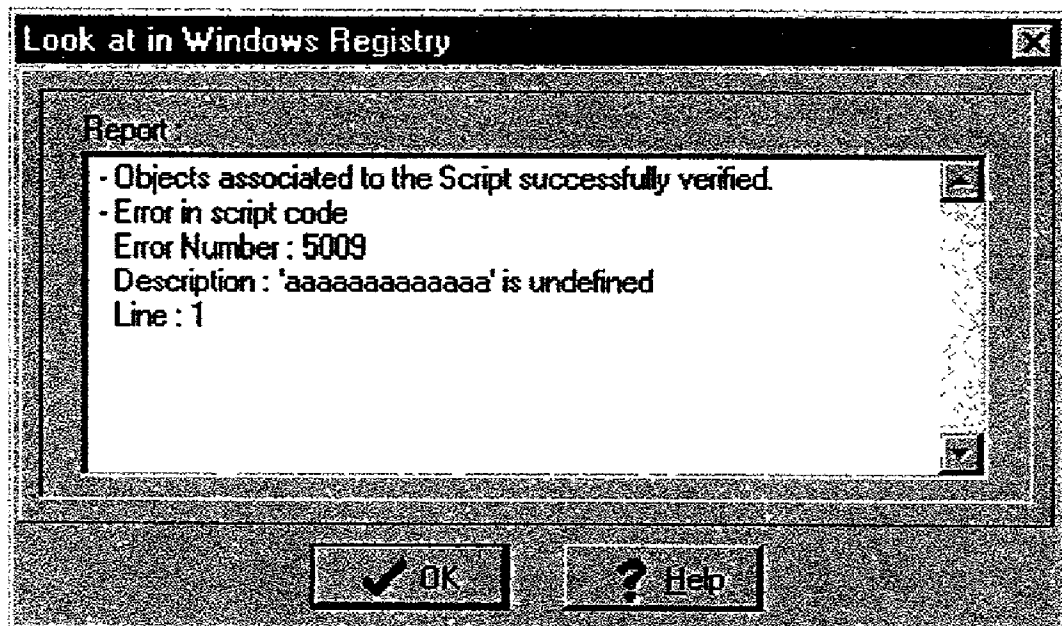 Look at in Windows Registry
Report :
- Objects associated to the Script successfully verified.
- Error in script code
Error Number : 5009
Description : 'aaaaaaaaaaaaa' is undefined
Line : 1
OK
Help